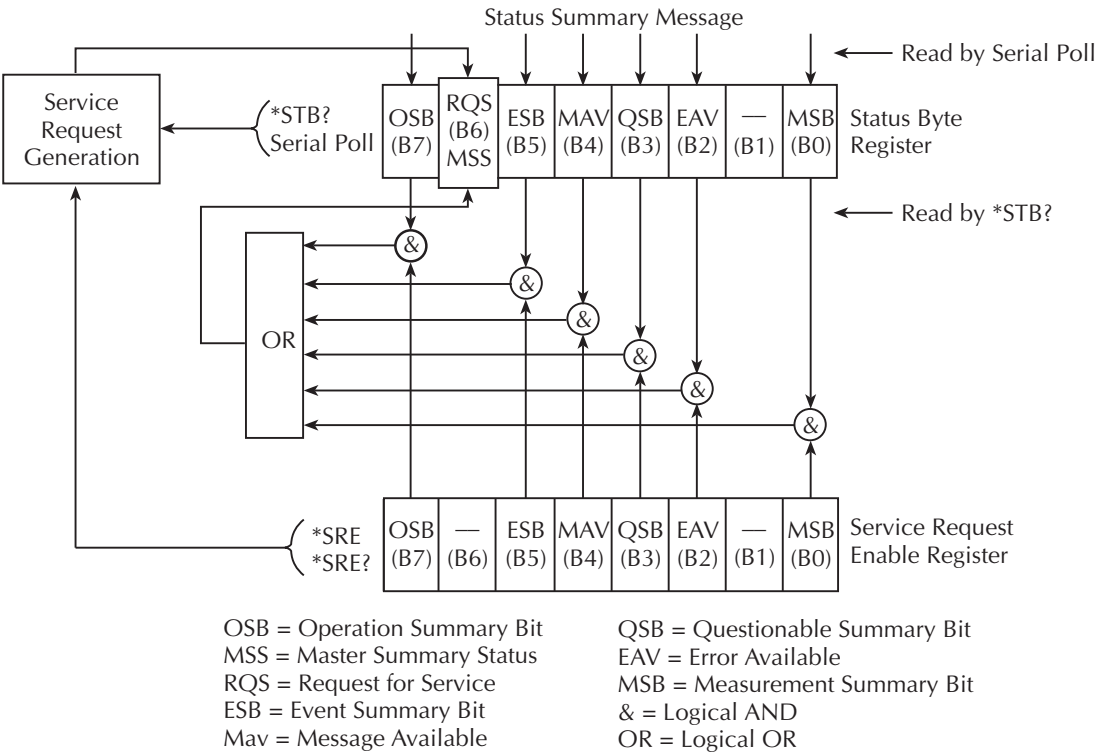 Status Summary Message
Read by Serial Poll
Service
Request
Generation
*STB?
Serial Poll
OSB
(B7)
RQS
(B6)
MSS
ESB
(B5)
MAV
(B4)
QSB
(B3)
EAV
(B2)
—
(B1)
MSB
(B0)
Status Byte
Register
Read by *STB?
&
&
&
&
&
&
OR
*SRE
*SRE?
OSB
(B7)
—
(B6)
ESB
(B5)
MAV
(B4)
QSB
(B3)
EAV
(B2)
—
(B1)
MSB
(B0)
Service Request
Enable Register
OSB = Operation Summary Bit
MSS = Master Summary Status
RQS = Request for Service
ESB = Event Summary Bit
Mav = Message Available
QSB = Questionable Summary Bit
EAV = Error Available
MSB = Measurement Summary Bit
& = Logical AND
OR = Logical OR